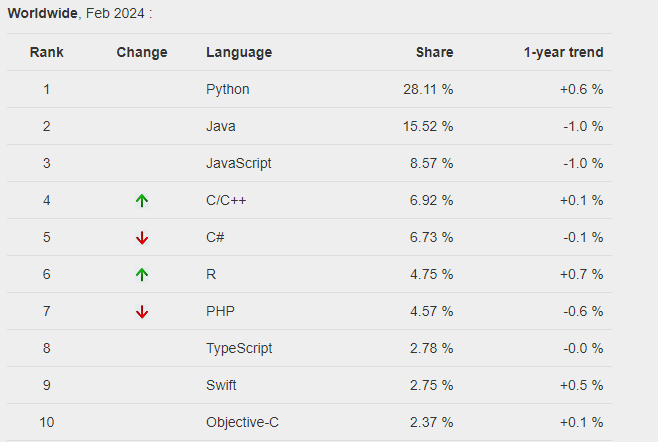 Worldwide, Feb 2024 :
Rank Change Language Share 1-year trend
1 Python 28.11 % +0.6 %
2 Java 15.52 % -1.0 %
3 JavaScript 8.57 % -1.0 %
4 C/C++ 6.92 % +0.1 %
5 C# 6.73 % -0.1 %
6 R 4.75 % +0.7 %
7 PHP 4.57 % -0.6 %
8 TypeScript 2.78 % -0.0 %
9 Swift 2.75 % +0.5 %
10 Objective-C 2.37 % +0.1 %